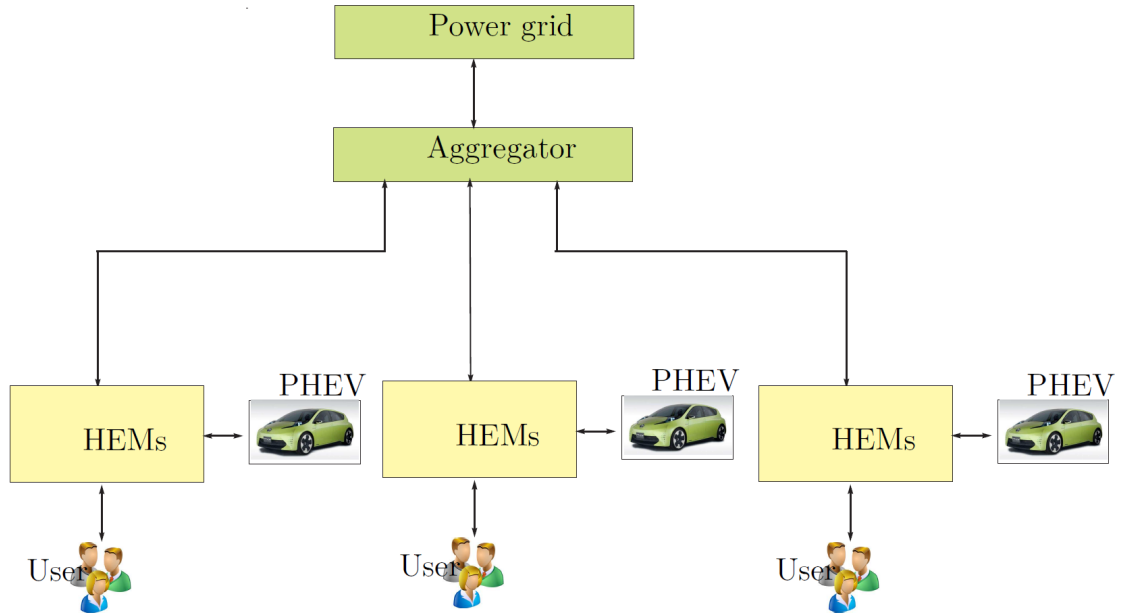 Power grid
Aggregator
PHEV
PHEV
PHEV
HEMs
HEMs
HEMs
User
User
User